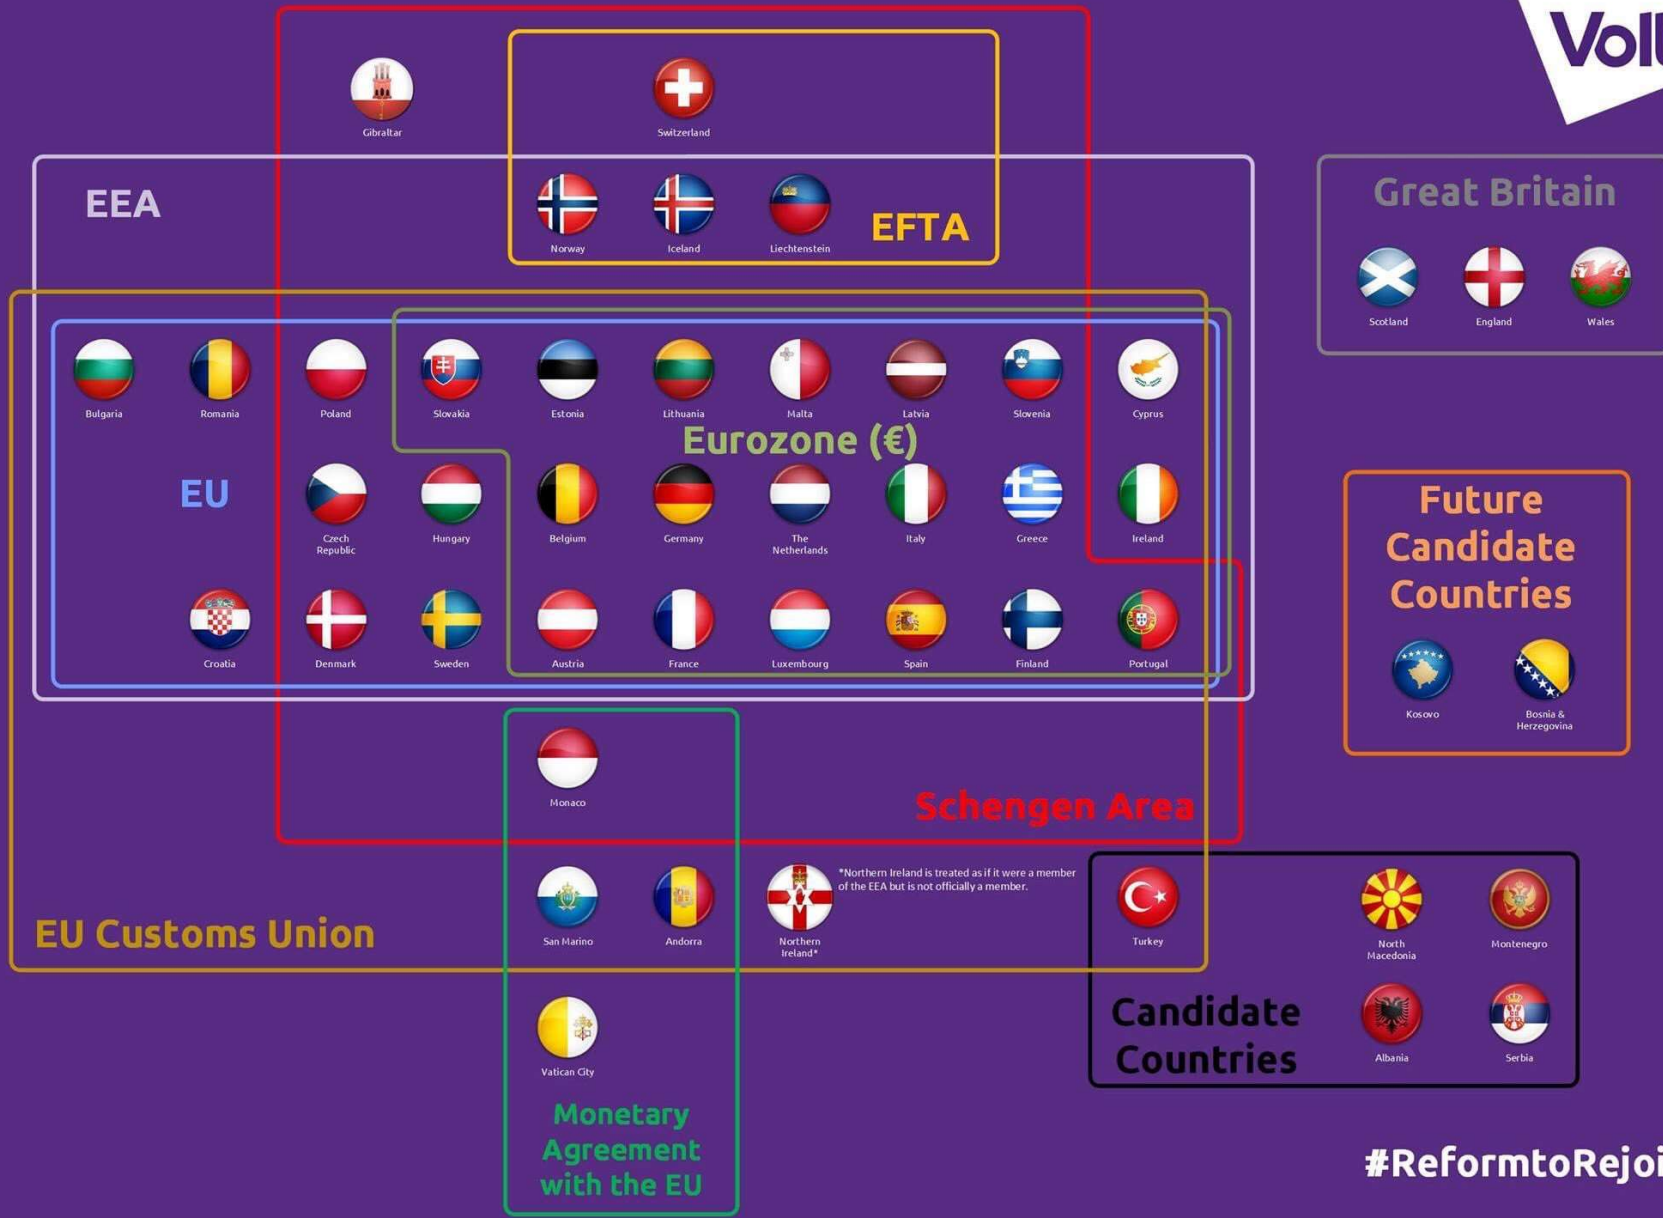 Volt
Gibraltar
Switzerland
EEA
Norway
Iceland
Liechtenstein
EFTA
Great Britain
Scotland
England
Wales
Bulgaria
Romania
Poland
Slovakia
Estonia
Lithuania
Malta
Latvia
Slovenia
Cyprus
Eurozone (€)
EU
Czech
Republic
Hungary
Belgium
Germany
The
Netherlands
Italy
Greece
Ireland
Future
Candidate
Countries
Croatia
Denmark
Sweden
Austria
France
Luxembourg
Spain
Finland
Portugal
Kosovo
Bosnia &
Herzegovina
Monaco
Schengen Area
*Northern Ireland is treated as if it were a member
of the EEA but is not officially a member.
EU Customs Union
San Marino
Andorra
Northern
Ireland*
Turkey
North
Macedonia
Montenegro
Candidate
Countries
Albania
Serbia
Vatican City
Monetary
Agreement
with the EU
#ReformtoRejoi